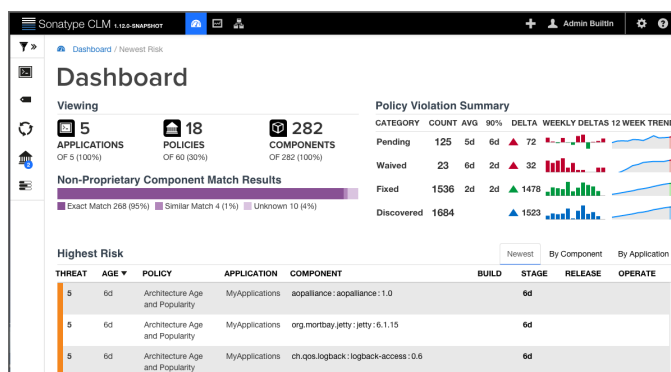 Sonatype CLM 1.12.0-SNAPSHOT
Admin Builtin
Dashboard / Newest Risk
Dashboard
Viewing
5
APPLICATIONS
OF 5 (100%)
18
POLICIES
OF 60 (30%)
282
COMPONENTS
OF 282 (100%)
Non-Proprietary Component Match Results
Exact Match 268 (95%) Similar Match 4 (1%) Unknown 10 (4%)
Policy Violation Summary
CATEGORY COUNT AVG 90% DELTA WEEKLY DELTAS 12 WEEK TREND
Pending 125 5d 6d 72
Waived 23 6d 2d 32
Fixed 1536 2d 2d 1478
Discovered 1684 1523
2
Highest Risk
Newest By Component By Application
THREAT AGE POLICY APPLICATION COMPONENT BUILD STAGE RELEASE OPERATE
5 6d Architecture Age MyApplications aopalliance : aopalliance : 1.0 6d
and Popularity
5 6d Architecture Age MyApplications org.mortbay.jetty : jetty : 6.1.15 6d
and Popularity
5 6d Architecture Age MyApplications ch.qos.logback : logback-access : 0.6 6d
and Popularity